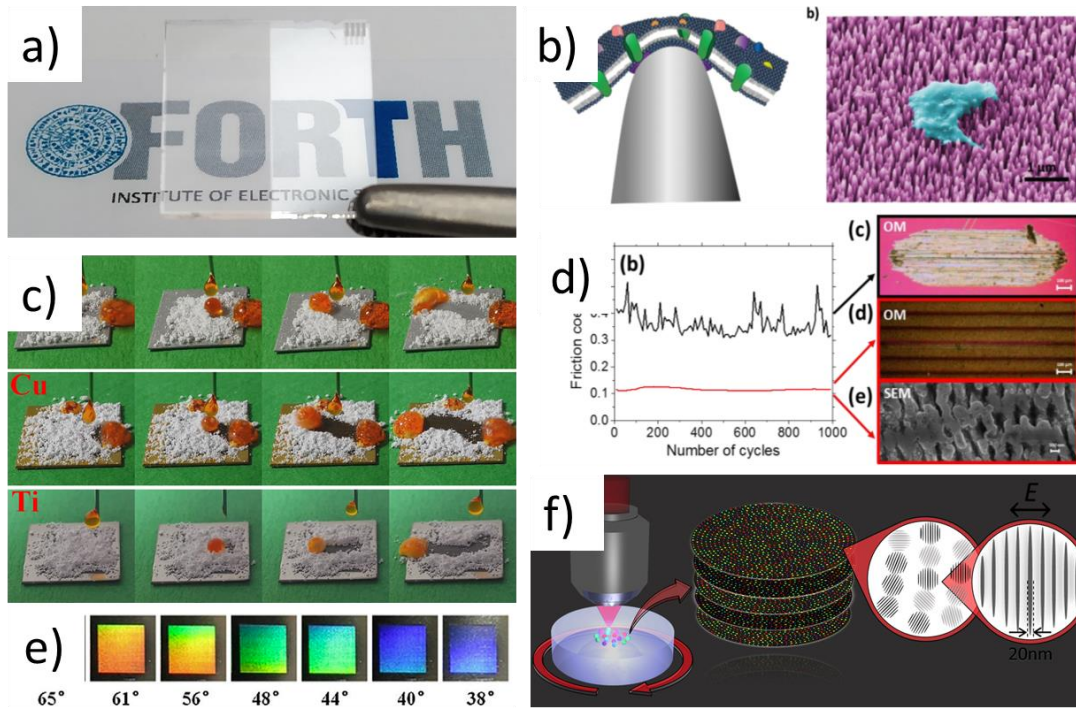 a)
FORTH
INSTITUTE OF ELECTRONIC S
b)
b)
1 μm
c)
Cu
Ti
d)
(b)
Friction coe
0.3
0.2
0.1
0.0
0
200
400
600
800
1000
Number of cycles
(c)
OM
(d)
OM
(e)
SEM
e)
65°
61°
56°
48°
44°
40°
38°
f)
E
20nm